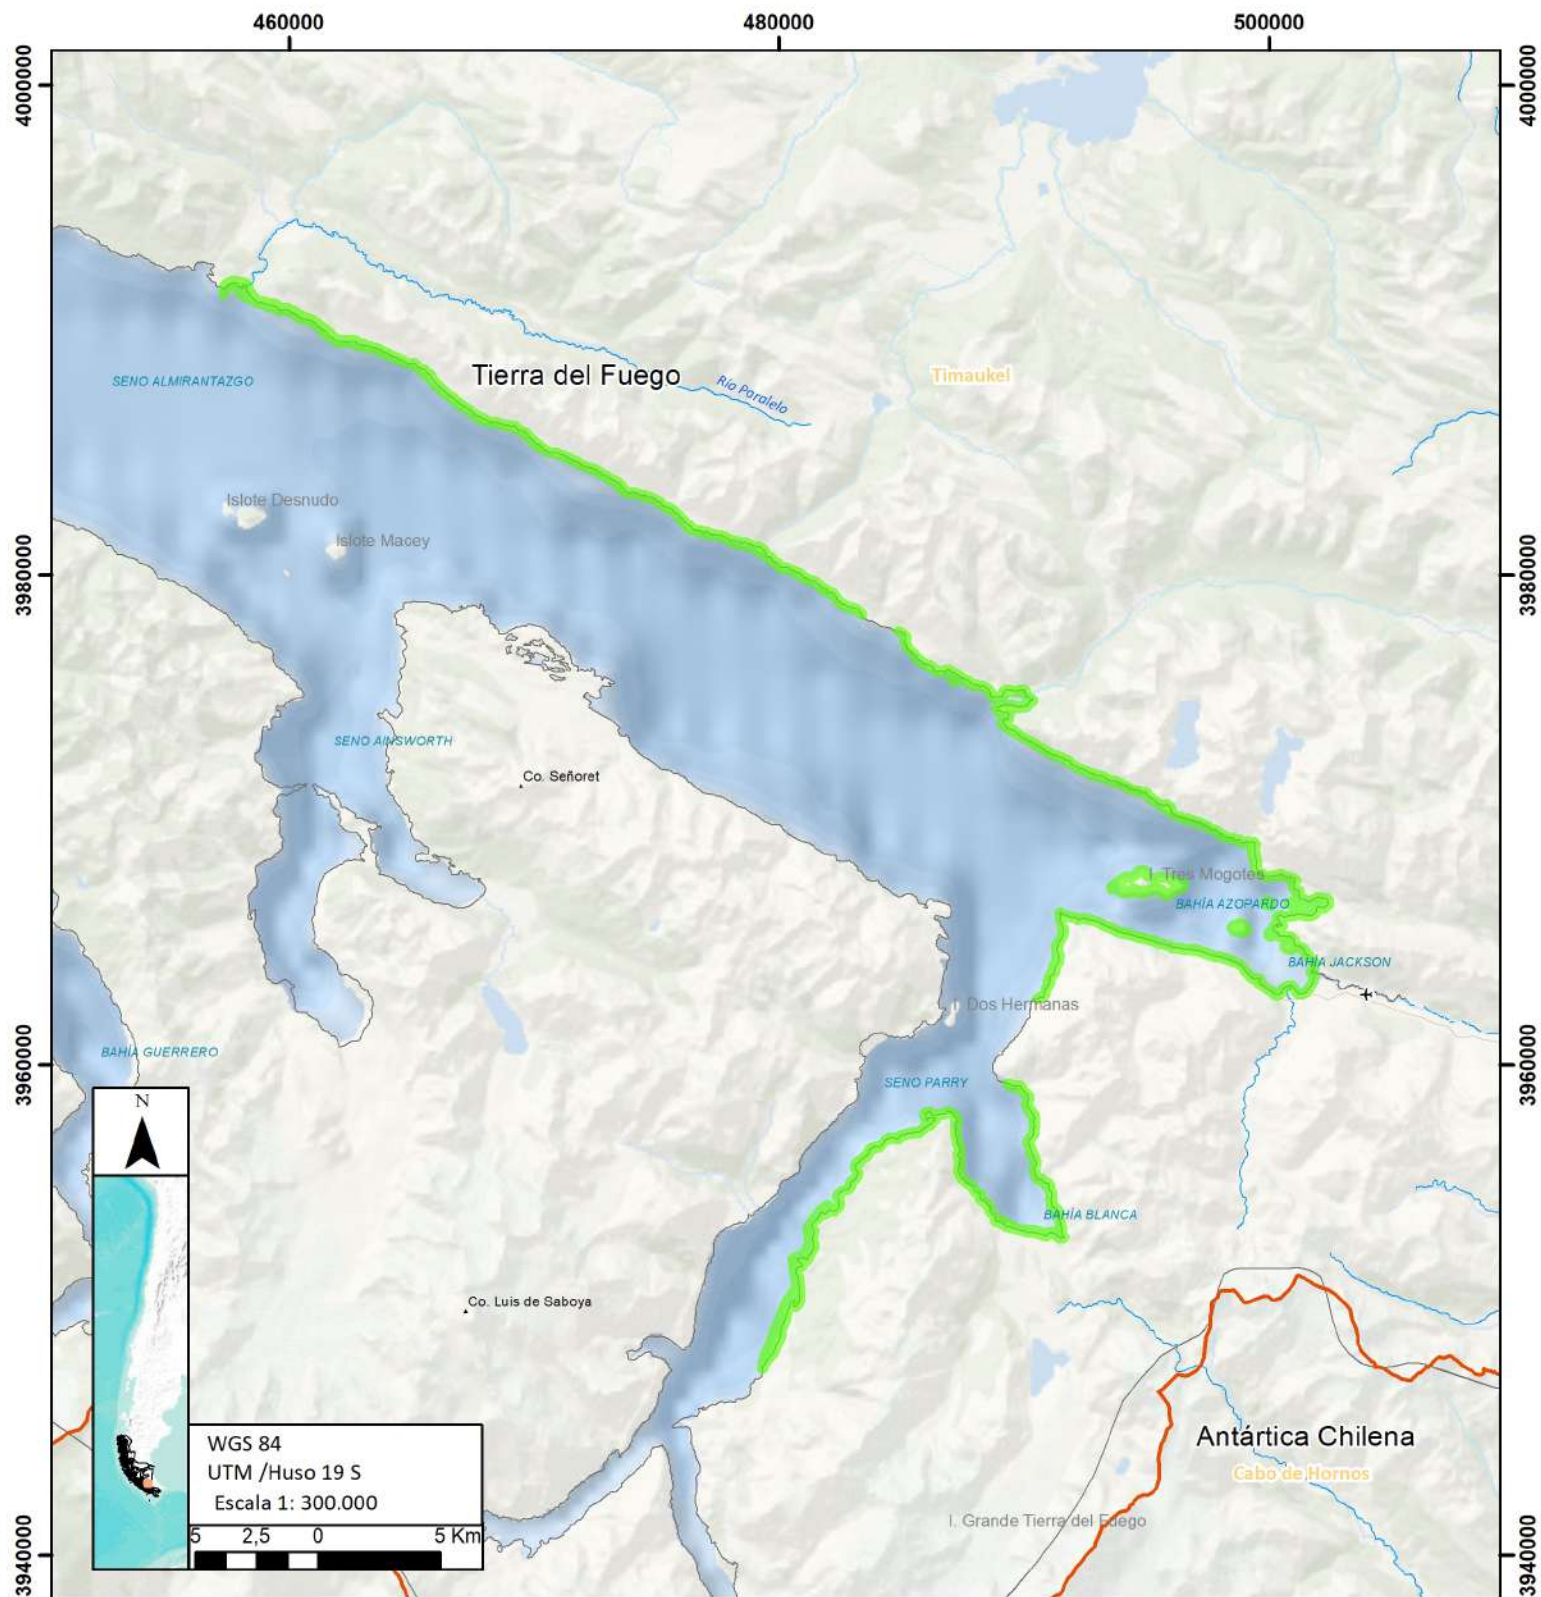 460000
480000
500000
4000000
4000000
SENO ALMIRANTAZGO
Tierra del Fuego
Río Paralelo
Timaukel
Islote Desnudo
Islote Macey
3980000
3980000
SENO AINSWORTH
Co. Señoret
I. Tres Mogotes
BAHÍA AZOPARDO
BAHÍA JACKSON
I. Dos Hermanas
BAHÍA GUERRERO
SENO PARRY
3960000
3960000
N
BAHÍA BLANCA
Co. Luis de Saboya
Antártica Chilena
Cabo de Hornos
I. Grande Tierra del Fuego
WGS 84
UTM /Huso 19 S
Escala 1: 300.000
5 2,5 0 5 Km
3940000
3940000